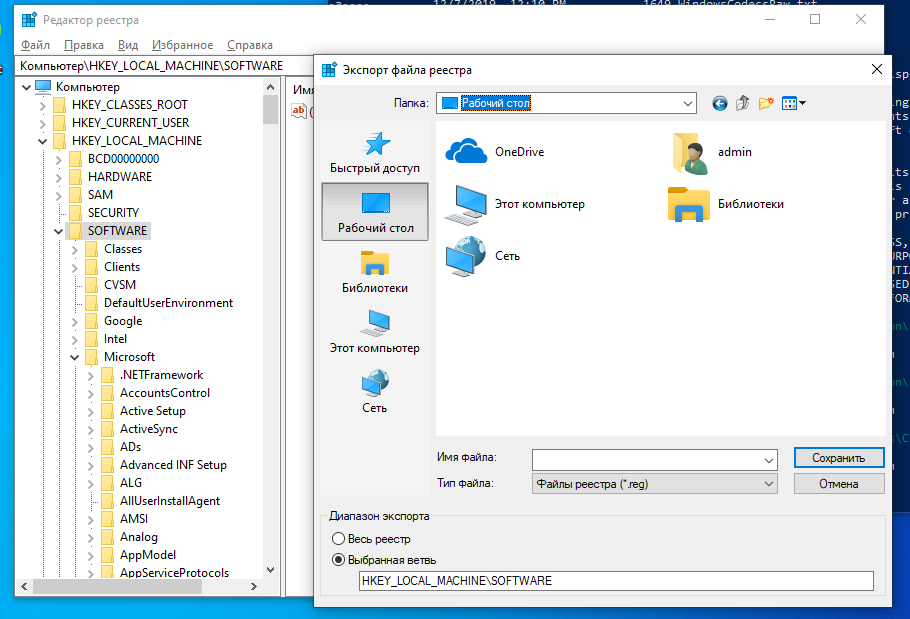 12/7/2019 12:10 PM 1649 WindowsCodecsRaw.txt
Редактор реестра
Файл Правка Вид Избранное Справка
Компьютер\HKEY_LOCAL_MACHINE\SOFTWARE
Компьютер
HKEY_CLASSES_ROOT
HKEY_CURRENT_USER
HKEY_LOCAL_MACHINE
BCD00000000
HARDWARE
SAM
SECURITY
SOFTWARE
Classes
Clients
CVSM
DefaultUserEnvironment
Google
Intel
Microsoft
.NETFramework
AccountsControl
Active Setup
ActiveSync
ADs
Advanced INF Setup
ALG
AllUserInstallAgent
AMSI
Analog
AppModel
AppServiceProtocols
ab
Экспорт файла реестра
Папка: Рабочий стол
Быстрый доступ
Рабочий стол
Библиотеки
Этот компьютер
Сеть
OneDrive
admin
Этот компьютер
Библиотеки
Сеть
Имя файла:
Сохранить
Тип файла: Файлы реестра (*.reg)
Отмена
Диапазон экспорта
Весь реестр
Выбранная ветвь
HKEY_LOCAL_MACHINE\SOFTWARE